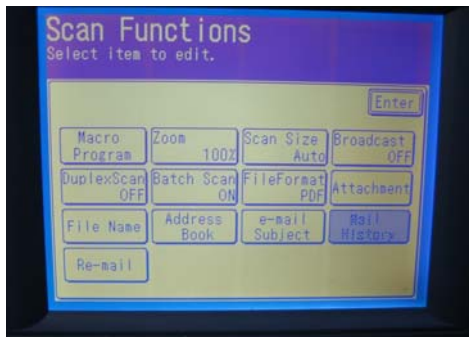 Scan Functions
Select item to edit.
Enter
Macro Program
Zoom 100%
Scan Size Auto
Broadcast OFF
DuplexScan OFF
Batch Scan ON
FileFormat PDF
Attachment
File Name
Address Book
e-mail Subject
Mail History
Re-mail